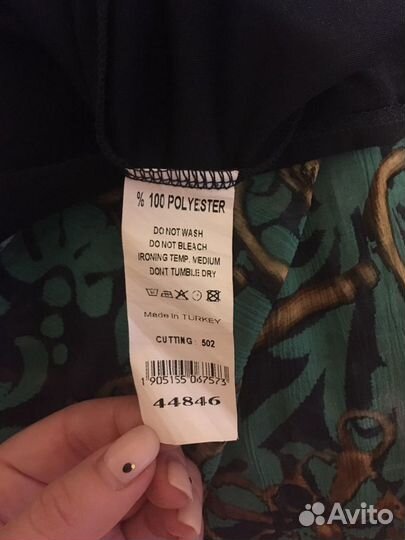 % 100 POLYESTER
DO NOT WASH
DO NOT BLEACH
IRONING TEMP. MEDIUM
DONT TUMBLE DRY
Made in TURKEY
CUTTING : 502
1 905155 067573
44846
Avito